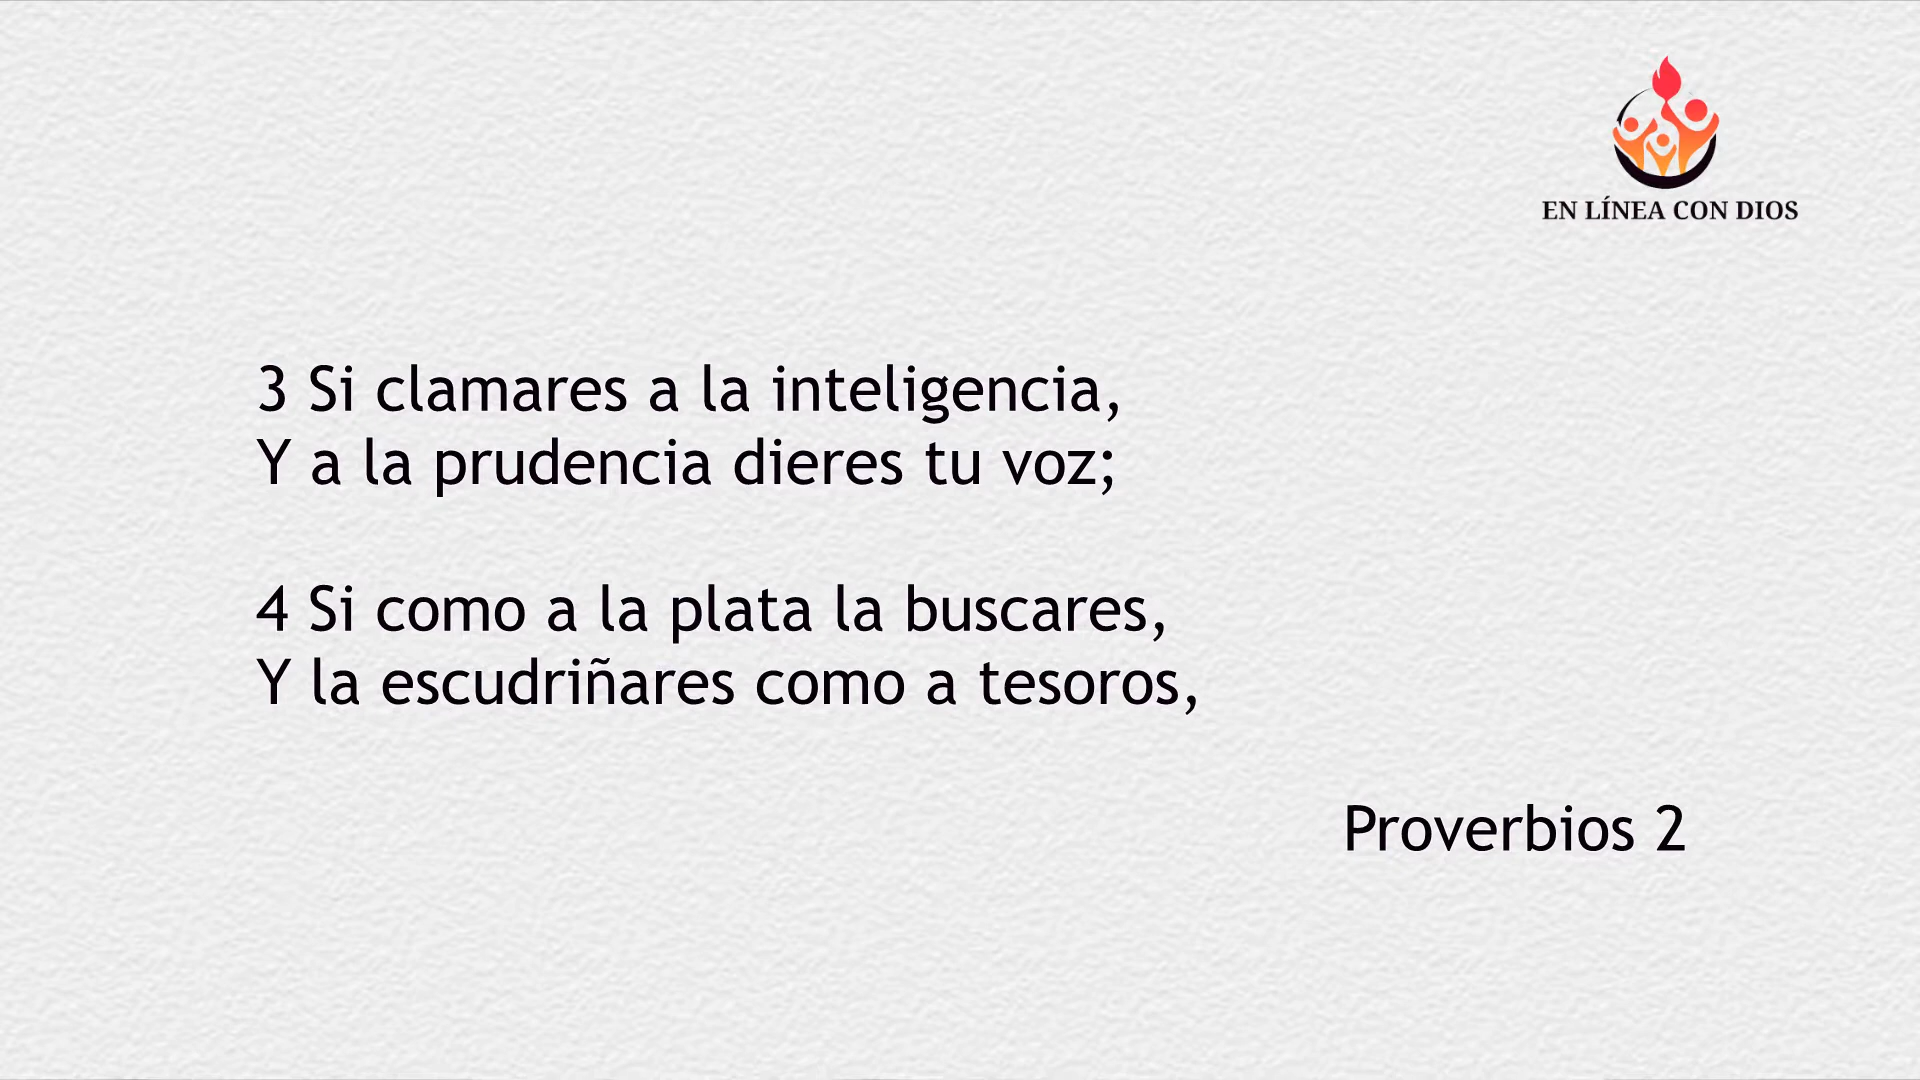 EN LÍNEA CON DIOS
3 Si clamares a la inteligencia,
Y a la prudencia dieres tu voz;
4 Si como a la plata la buscares,
Y la escudriñares como a tesoros,
Proverbios 2